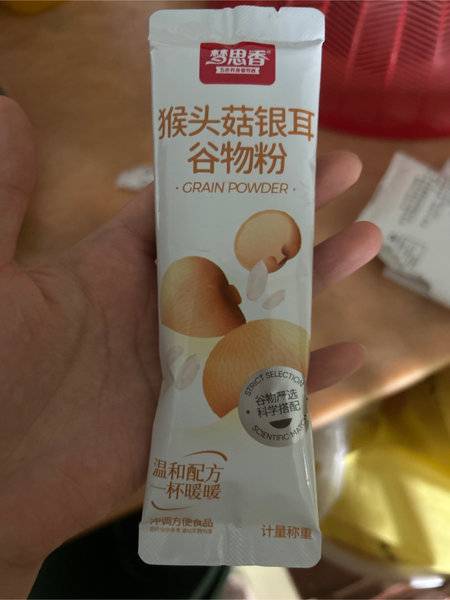 梦思香
猴头菇银耳
谷物粉
· GRAIN POWDER ·
STRICT SELECTION
谷物严选
科学搭配
SCIENTIFIC MATCH
温和配方
一杯暖暖
冲调方便食品
计量称重